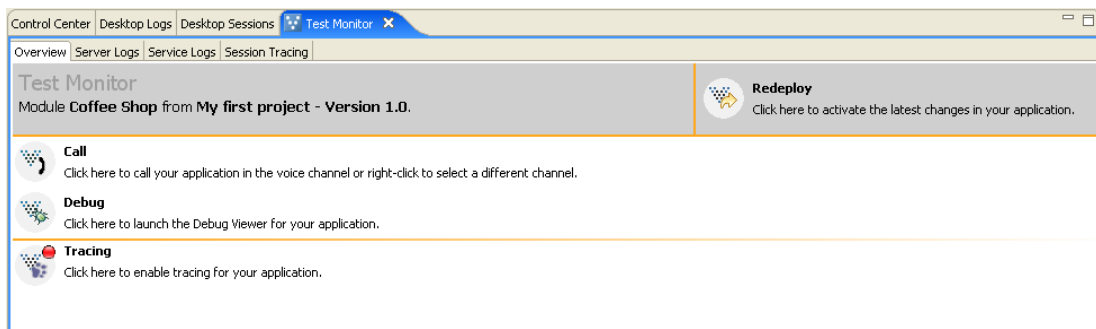 Control Center Desktop Logs Desktop Sessions Test Monitor
Overview Server Logs Service Logs Session Tracing
Test Monitor
Module Coffee Shop from My first project - Version 1.0.
Redeploy
Click here to activate the latest changes in your application.
Call
Click here to call your application in the voice channel or right-click to select a different channel.
Debug
Click here to launch the Debug Viewer for your application.
Tracing
Click here to enable tracing for your application.